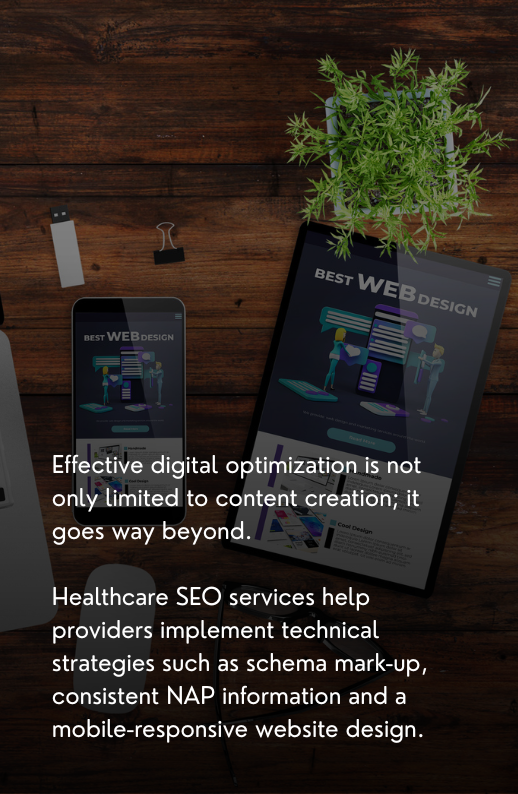 BEST WEB DESIGN
BEST WEB DESIGN
Cool Design
Effective digital optimization is not
only limited to content creation; it
goes way beyond.
Healthcare SEO services help
providers implement technical
strategies such as schema mark-up,
consistent NAP information and a
mobile-responsive website design.